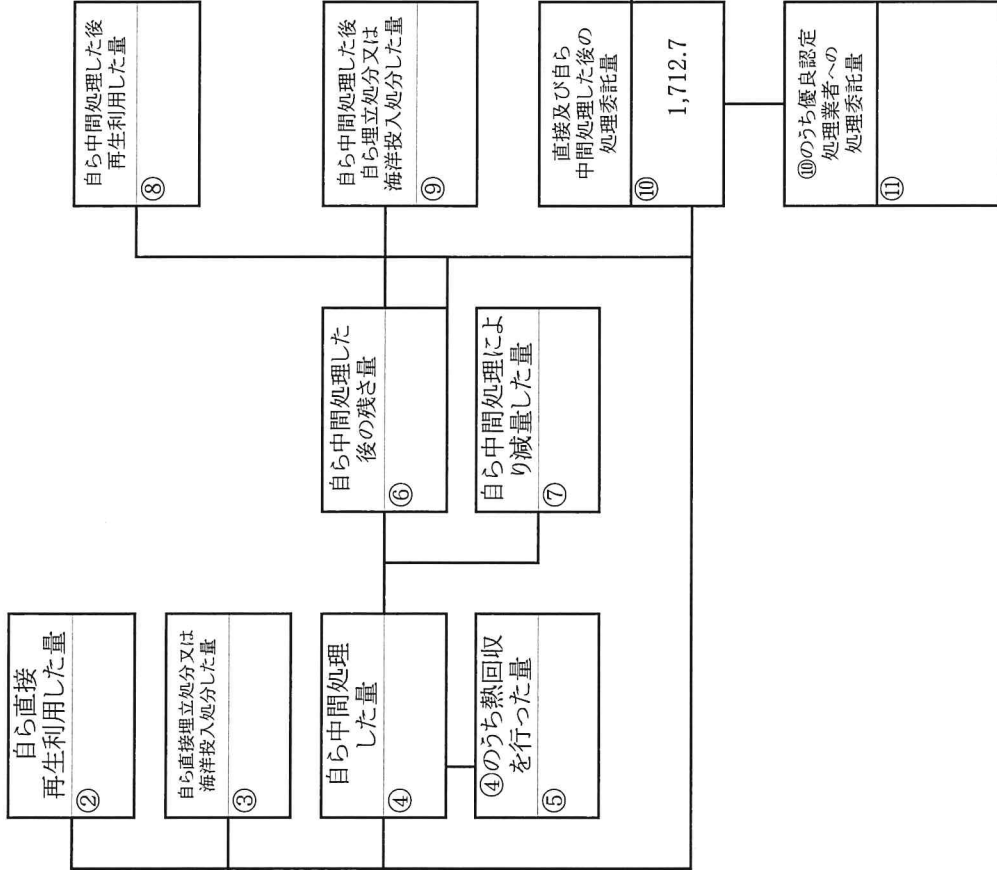 自ら直接
再生利用した量
②
自ら直接埋立処分又は
海洋投入処分した量
③
自ら中間処理
した量
④
④のうち熱回収
を行った量
⑤
自ら中間処理した
後の残さ量
⑥
自ら中間処理によ
り減量した量
⑦
自ら中間処理した後
再生利用した量
⑧
自ら中間処理した後
自ら埋立処分又は
海洋投入処分した量
⑨
直接及び自ら
中間処理した後の
処理委託量
⑩
1,712.7
⑩のうち優良認定
処理業者への
処理委託量
⑪